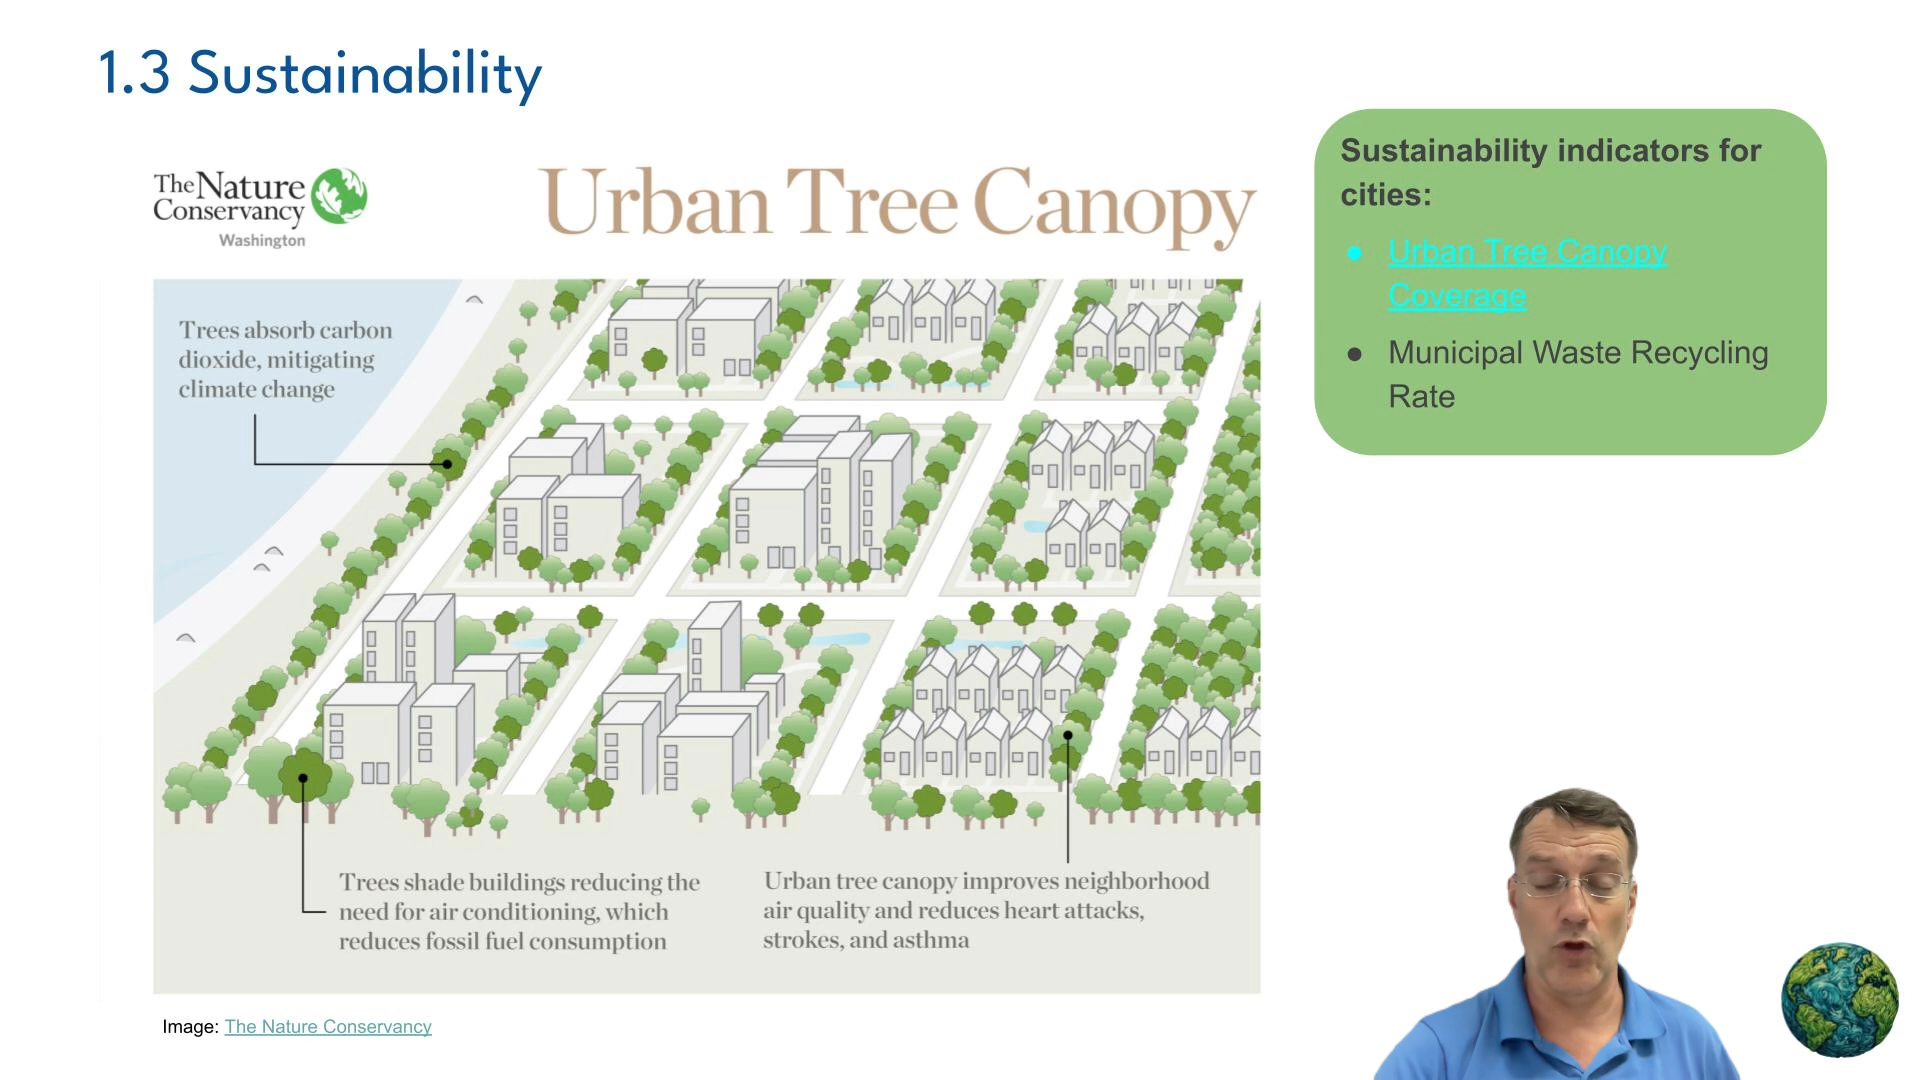 1.3 Sustainability
The Nature
Conservancy
Washington
Urban Tree Canopy
Trees absorb carbon
dioxide, mitigating
climate change
Trees shade buildings reducing the
need for air conditioning, which
reduces fossil fuel consumption
Urban tree canopy improves neighborhood
air quality and reduces heart attacks,
strokes, and asthma
Image: The Nature Conservancy
Sustainability indicators for
cities:
● Urban Tree Canopy
Coverage
● Municipal Waste Recycling
Rate